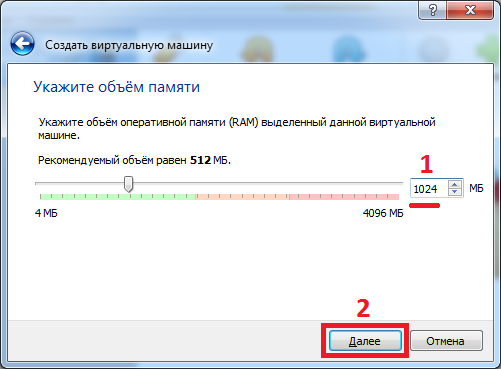 ?
Создать виртуальную машину
Укажите объём памяти
Укажите объём оперативной памяти (RAM) выделенный данной виртуальной
машине.
Рекомендуемый объём равен 512 МБ.
1
1024 МБ
4 МБ 4096 МБ
2
Далее Отмена